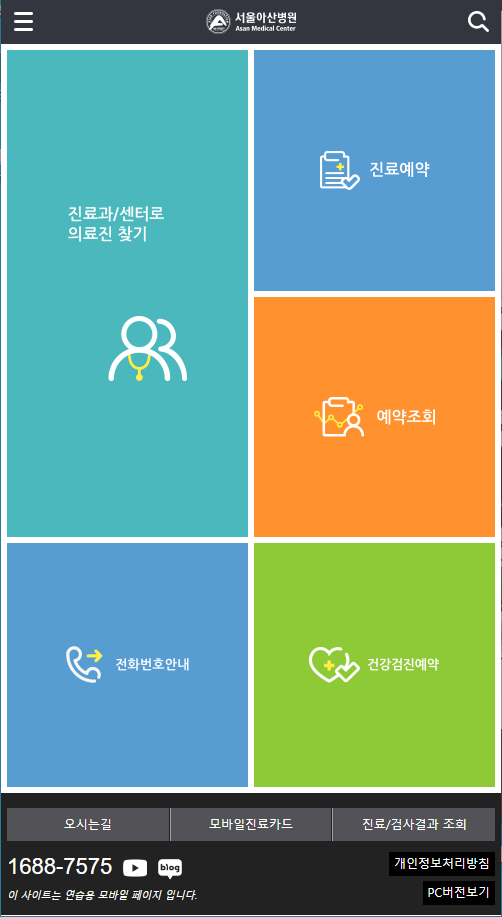 서울아산병원
Asan Medical Center
진료과/센터로
의료진 찾기
진료예약
예약조회
전화번호안내
건강검진예약
오시는길
모바일진료카드
진료/검사결과 조회
1688-7575
blog
개인정보처리방침
이 사이트는 연습용 모바일 페이지 입니다.
PC버전보기